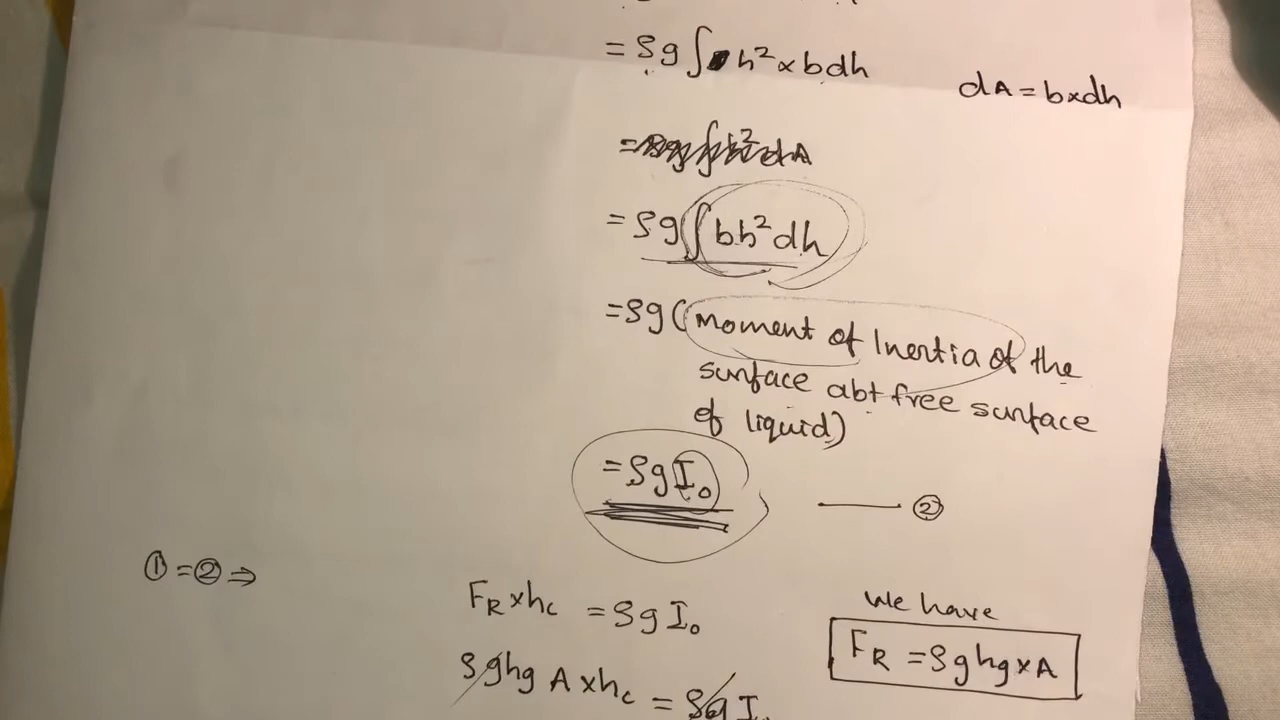 = ρg ∫ h² × b dh
dA = b×dh
= ρg ∫ bh² dh
= ρg (moment of Inertia of the
surface abt free surface
of liquid)
= ρg I₀ —— ②
① = ② ⇒
F_R × h_c = ρg I₀
we have
F_R = ρg h_g × A
ρg h_g A × h_c = ρg I₀